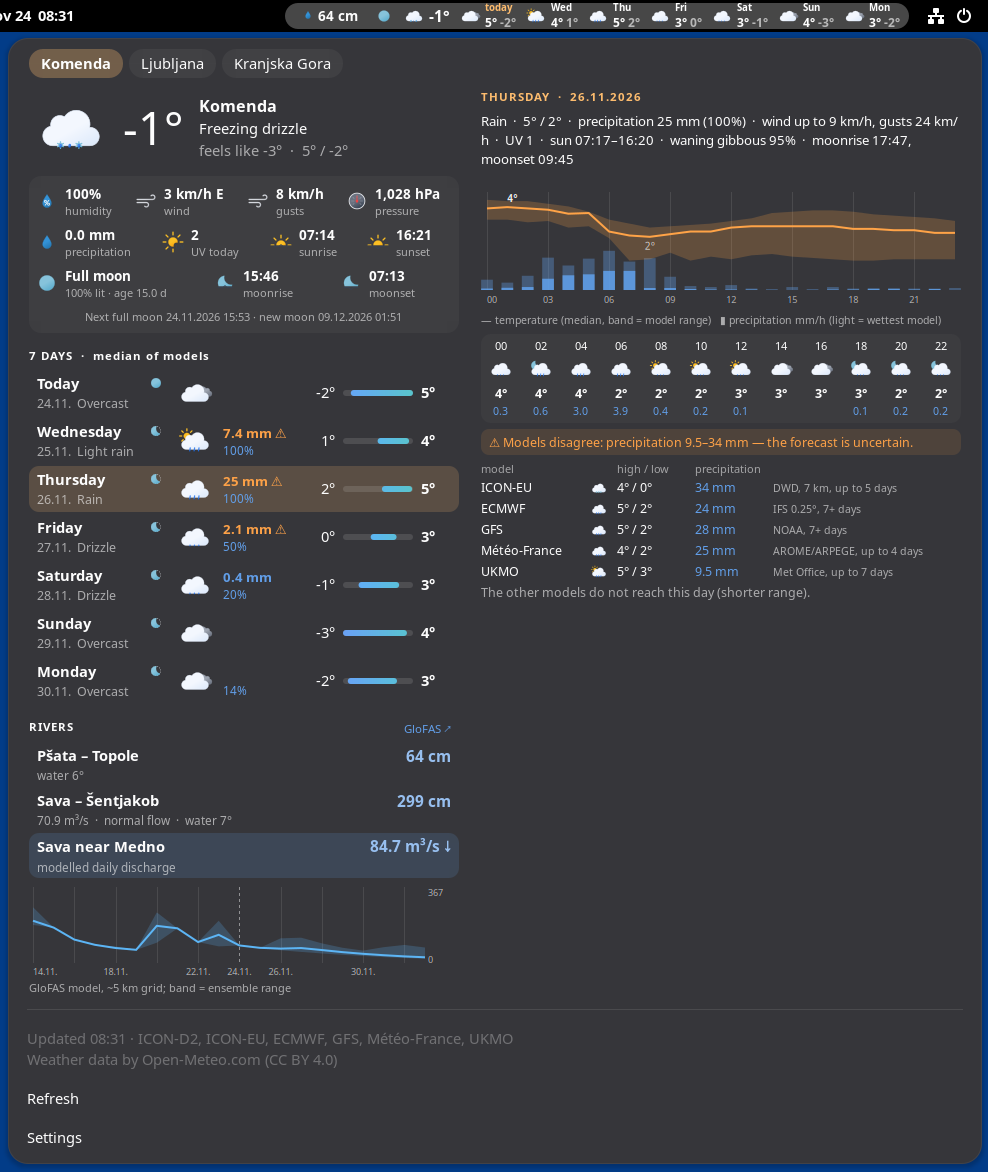 ov 24 08:31
64 cm -1° today 5° -2° Wed 4° 1° Thu 5° 2° Fri 3° 0° Sat 3° -1° Sun 4° -3° Mon 3° -2°
Komenda Ljubljana Kranjska Gora
-1°
Komenda
Freezing drizzle
feels like -3° · 5° / -2°
100% 3 km/h E 8 km/h 1,028 hPa
humidity wind gusts pressure
0.0 mm 2 07:14 16:21
precipitation UV today sunrise sunset
Full moon 15:46 07:13
100% lit · age 15.0 d moonrise moonset
Next full moon 24.11.2026 15:53 · new moon 09.12.2026 01:51
7 DAYS · median of models
Today -2° 5°
24.11. Overcast
Wednesday 7.4 mm ⚠ 1° 4°
25.11. Light rain 100%
Thursday 25 mm ⚠ 2° 5°
26.11. Rain 100%
Friday 2.1 mm ⚠ 0° 3°
27.11. Drizzle 50%
Saturday 0.4 mm -1° 3°
28.11. Drizzle 20%
Sunday -3° 4°
29.11. Overcast
Monday -2° 3°
30.11. Overcast 14%
RIVERS GloFAS ↗
Pšata – Topole 64 cm
water 6°
Sava – Šentjakob 299 cm
70.9 m³/s · normal flow · water 7°
Sava near Medno 84.7 m³/s ↓
modelled daily discharge
367
0
14.11. 18.11. 22.11. 24.11. 26.11. 30.11.
GloFAS model, ~5 km grid; band = ensemble range
THURSDAY · 26.11.2026
Rain · 5° / 2° · precipitation 25 mm (100%) · wind up to 9 km/h, gusts 24 km/
h · UV 1 · sun 07:17–16:20 · waning gibbous 95% · moonrise 17:47,
moonset 09:45
4°
2°
00 03 06 09 12 15 18 21
— temperature (median, band = model range) ▮ precipitation mm/h (light = wettest model)
00 02 04 06 08 10 12 14 16 18 20 22
4° 4° 4° 2° 2° 2° 3° 3° 3° 3° 2° 2°
0.3 0.6 3.0 3.9 0.4 0.2 0.1 0.1 0.2 0.2
⚠ Models disagree: precipitation 9.5–34 mm — the forecast is uncertain.
model high / low precipitation
ICON-EU 4° / 0° 34 mm DWD, 7 km, up to 5 days
ECMWF 5° / 2° 24 mm IFS 0.25°, 7+ days
GFS 5° / 2° 28 mm NOAA, 7+ days
Météo-France 4° / 2° 25 mm AROME/ARPEGE, up to 4 days
UKMO 5° / 3° 9.5 mm Met Office, up to 7 days
The other models do not reach this day (shorter range).
Updated 08:31 · ICON-D2, ICON-EU, ECMWF, GFS, Météo-France, UKMO
Weather data by Open-Meteo.com (CC BY 4.0)
Refresh
Settings